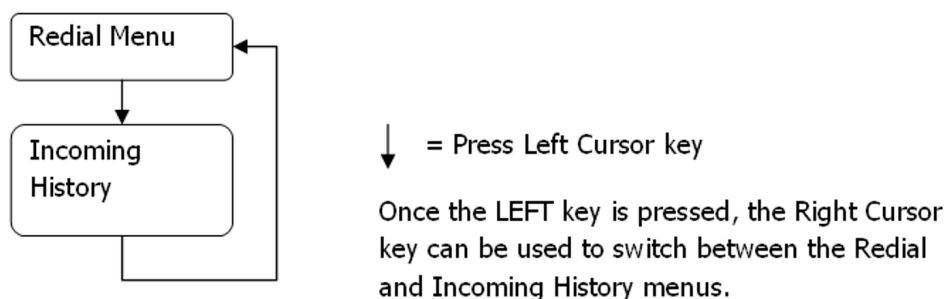 Redial Menu
Incoming
History
= Press Left Cursor key
Once the LEFT key is pressed, the Right Cursor
key can be used to switch between the Redial
and Incoming History menus.